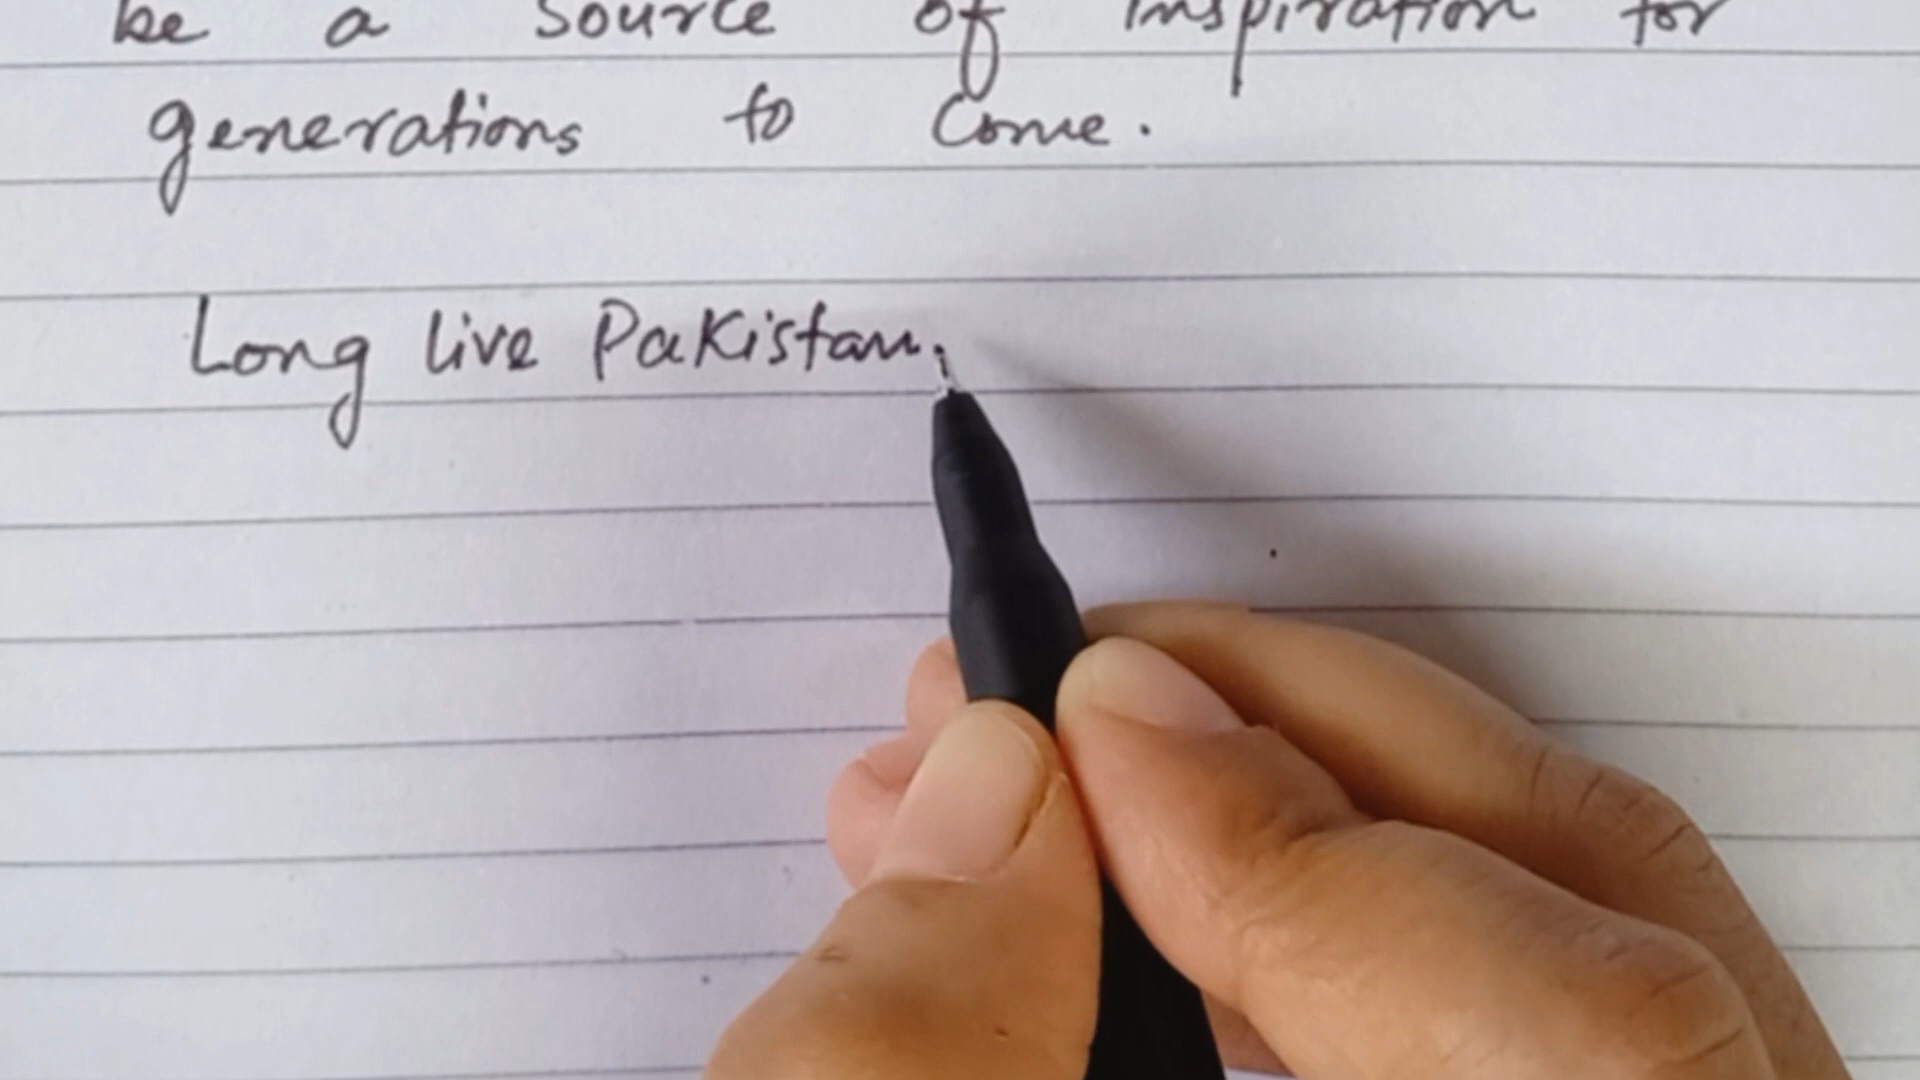 be a source of inspiration for
generations to come.
Long live Pakistan.